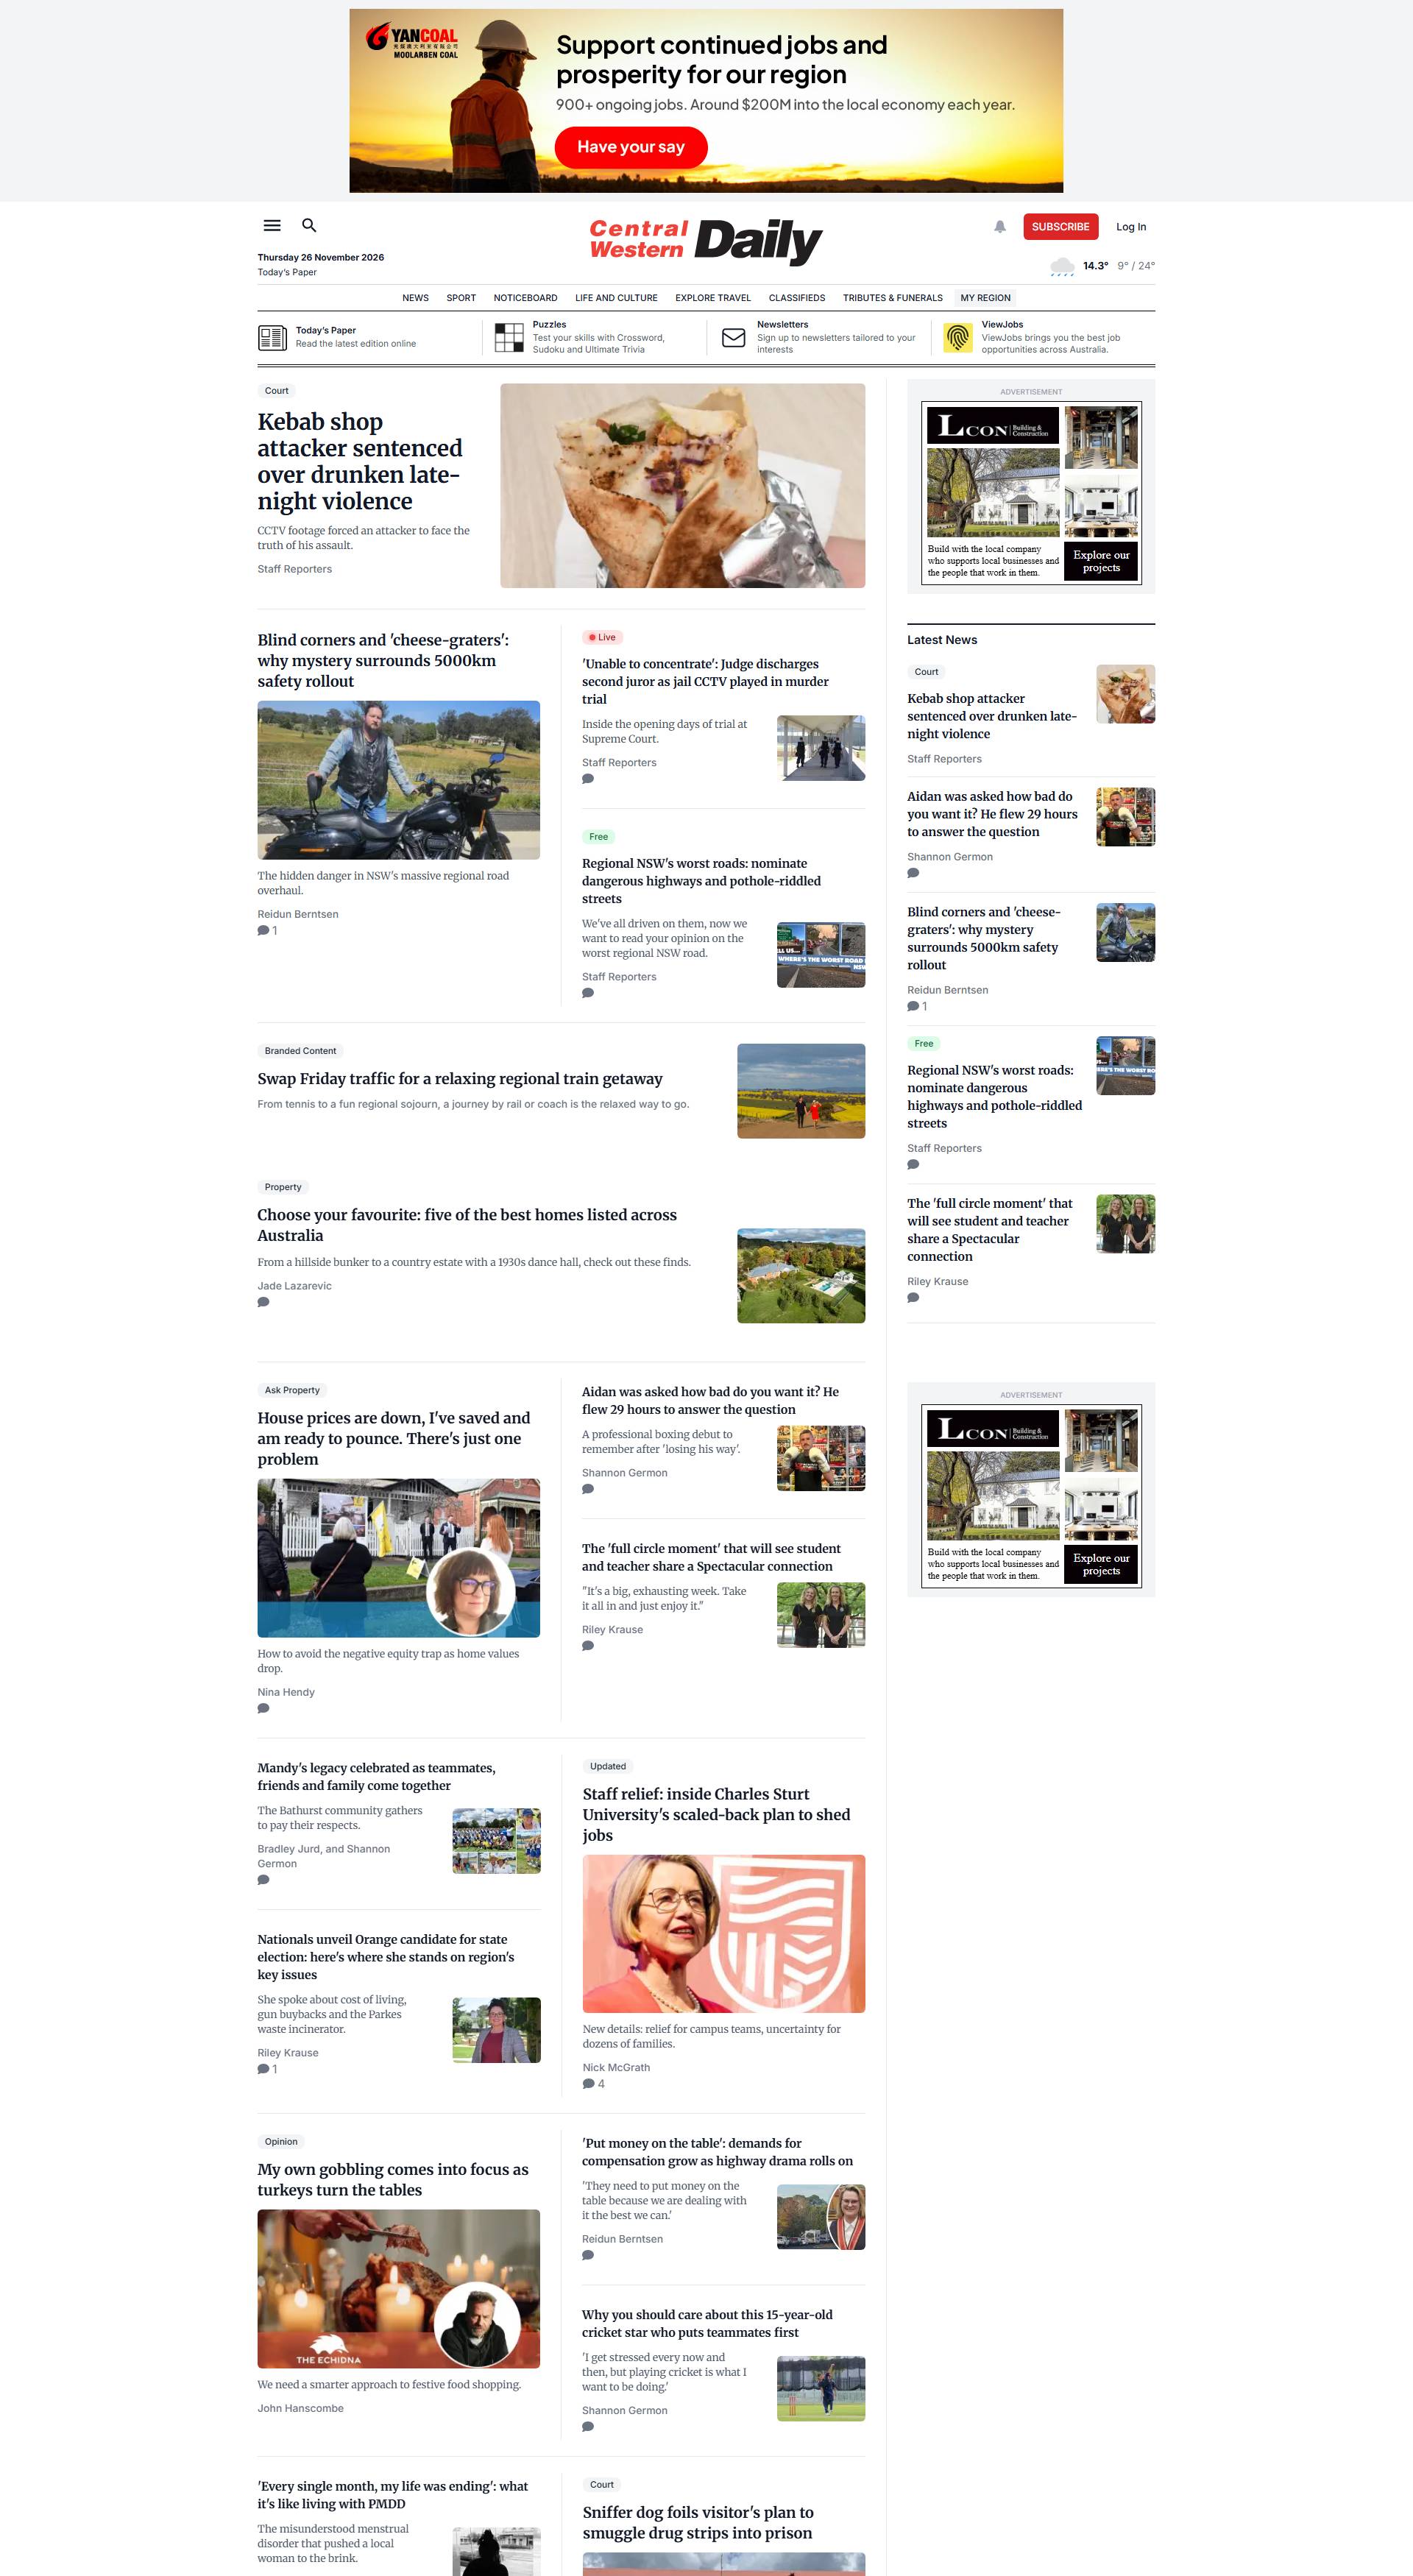 YANCOAL
MOOLARBEN COAL
Support continued jobs and
prosperity for our region
900+ ongoing jobs. Around $200M into the local economy each year.
Have your say
Central
Western Daily
SUBSCRIBE
Log In
Thursday 26 November 2026
Today's Paper
14.3° 9° / 24°
NEWS SPORT NOTICEBOARD LIFE AND CULTURE EXPLORE TRAVEL CLASSIFIEDS TRIBUTES & FUNERALS MY REGION
Today's Paper
Read the latest edition online
Puzzles
Test your skills with Crossword,
Sudoku and Ultimate Trivia
Newsletters
Sign up to newsletters tailored to your
interests
ViewJobs
ViewJobs brings you the best job
opportunities across Australia.
Court
Kebab shop
attacker sentenced
over drunken late-
night violence
CCTV footage forced an attacker to face the
truth of his assault.
Staff Reporters
Blind corners and 'cheese-graters':
why mystery surrounds 5000km
safety rollout
The hidden danger in NSW's massive regional road
overhaul.
Reidun Berntsen
1
Live
'Unable to concentrate': Judge discharges
second juror as jail CCTV played in murder
trial
Inside the opening days of trial at
Supreme Court.
Staff Reporters
Free
Regional NSW's worst roads: nominate
dangerous highways and pothole-riddled
streets
We've all driven on them, now we
want to read your opinion on the
worst regional NSW road.
LL US...
WHERE'S THE WORST ROAD
NSW
Staff Reporters
Branded Content
Swap Friday traffic for a relaxing regional train getaway
From tennis to a fun regional sojourn, a journey by rail or coach is the relaxed way to go.
Property
Choose your favourite: five of the best homes listed across
Australia
From a hillside bunker to a country estate with a 1930s dance hall, check out these finds.
Jade Lazarevic
Ask Property
House prices are down, I've saved and
am ready to pounce. There's just one
problem
How to avoid the negative equity trap as home values
drop.
Nina Hendy
Aidan was asked how bad do you want it? He
flew 29 hours to answer the question
A professional boxing debut to
remember after 'losing his way'.
Shannon Germon
The 'full circle moment' that will see student
and teacher share a Spectacular connection
"It's a big, exhausting week. Take
it all in and just enjoy it."
Riley Krause
Mandy's legacy celebrated as teammates,
friends and family come together
The Bathurst community gathers
to pay their respects.
Bradley Jurd, and Shannon
Germon
Nationals unveil Orange candidate for state
election: here's where she stands on region's
key issues
She spoke about cost of living,
gun buybacks and the Parkes
waste incinerator.
Riley Krause
1
Updated
Staff relief: inside Charles Sturt
University's scaled-back plan to shed
jobs
New details: relief for campus teams, uncertainty for
dozens of families.
Nick McGrath
4
Opinion
My own gobbling comes into focus as
turkeys turn the tables
THE ECHIDNA
We need a smarter approach to festive food shopping.
John Hanscombe
'Put money on the table': demands for
compensation grow as highway drama rolls on
'They need to put money on the
table because we are dealing with
it the best we can.'
Reidun Berntsen
Why you should care about this 15-year-old
cricket star who puts teammates first
'I get stressed every now and
then, but playing cricket is what I
want to be doing.'
Shannon Germon
'Every single month, my life was ending': what
it's like living with PMDD
The misunderstood menstrual
disorder that pushed a local
woman to the brink.
Court
Sniffer dog foils visitor's plan to
smuggle drug strips into prison
ADVERTISEMENT
LCON Building &
Construction
Build with the local company
who supports local businesses and
the people that work in them.
Explore our
projects
Latest News
Court
Kebab shop attacker
sentenced over drunken late-
night violence
Staff Reporters
Aidan was asked how bad do
you want it? He flew 29 hours
to answer the question
Shannon Germon
Blind corners and 'cheese-
graters': why mystery
surrounds 5000km safety
rollout
Reidun Berntsen
1
Free
Regional NSW's worst roads:
nominate dangerous
highways and pothole-riddled
streets
Staff Reporters
The 'full circle moment' that
will see student and teacher
share a Spectacular
connection
Riley Krause
ADVERTISEMENT
LCON Building &
Construction
Build with the local company
who supports local businesses and
the people that work in them.
Explore our
projects